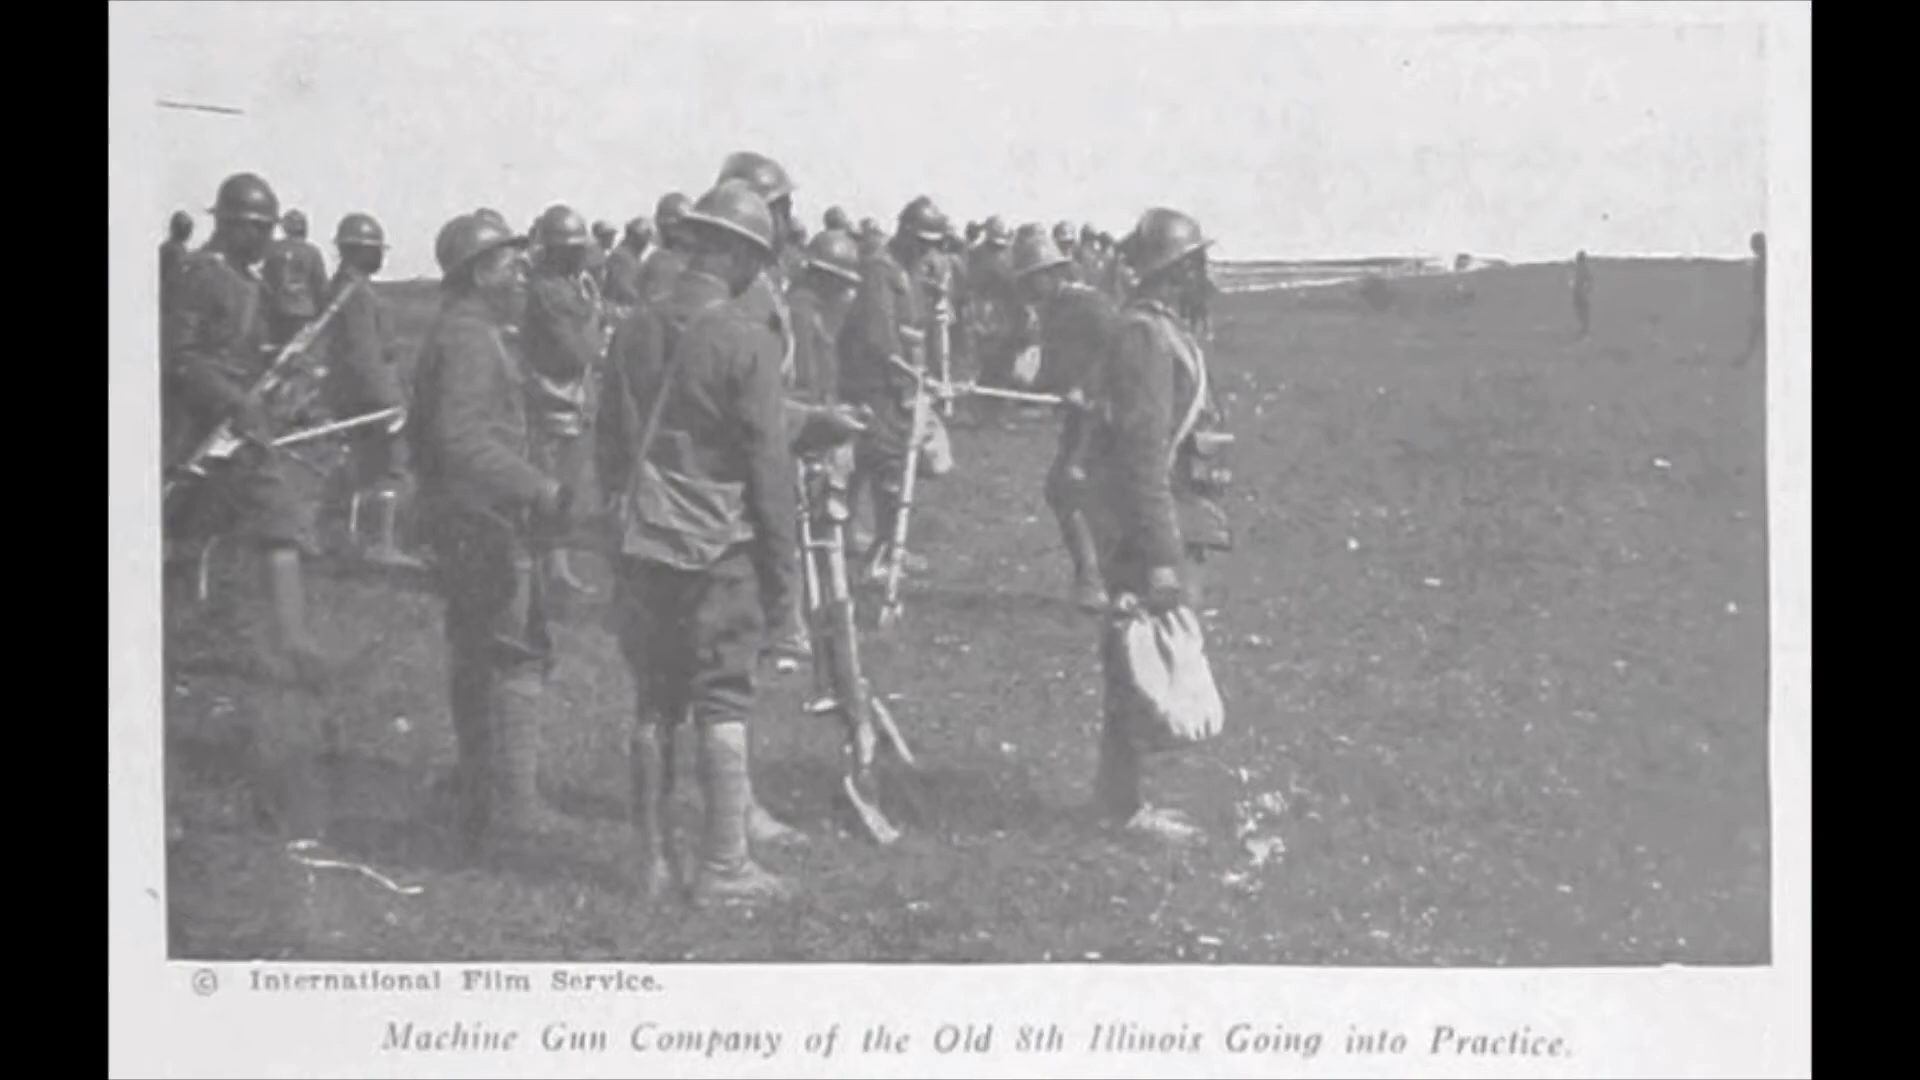 © International Film Service.
Machine Gun Company of the Old 8th Illinois Going into Practice.